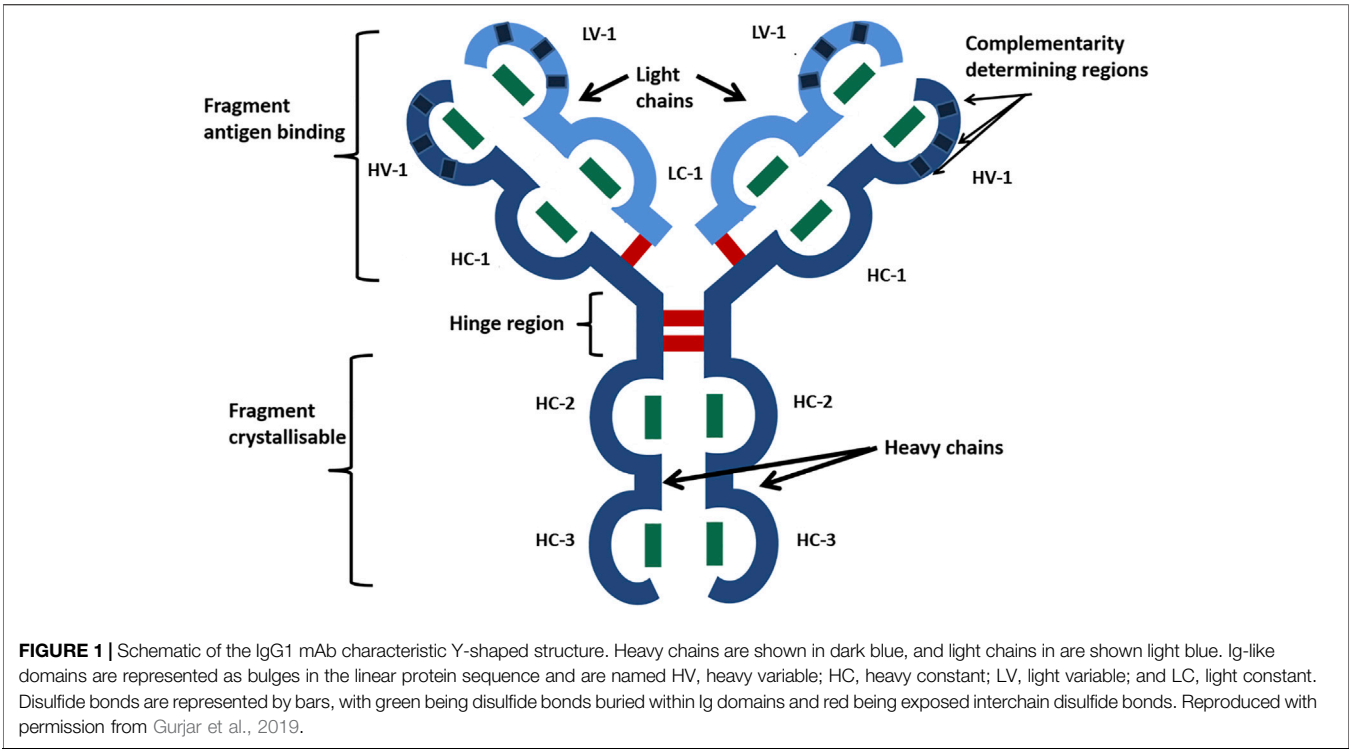 LV-1
LV-1
Complementarity
determining regions
Light
chains
Fragment
antigen binding
HV-1
LC-1
HV-1
HC-1
HC-1
Hinge region
HC-2
HC-2
Fragment
crystallisable
Heavy chains
HC-3
HC-3
FIGURE 1 | Schematic of the IgG1 mAb characteristic Y-shaped structure. Heavy chains are shown in dark blue, and light chains in are shown light blue. Ig-like
domains are represented as bulges in the linear protein sequence and are named HV, heavy variable; HC, heavy constant; LV, light variable; and LC, light constant.
Disulfide bonds are represented by bars, with green being disulfide bonds buried within Ig domains and red being exposed interchain disulfide bonds. Reproduced with
permission from Gurjar et al., 2019.